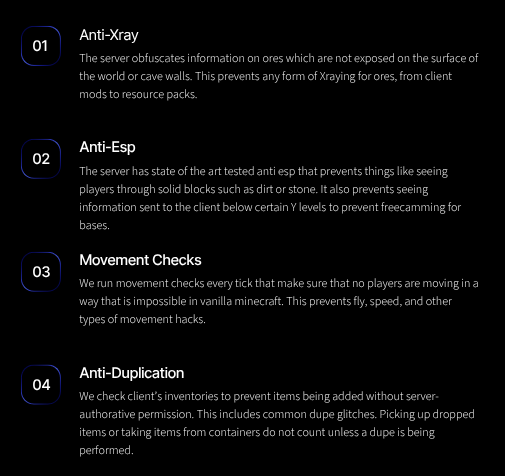 01
Anti-Xray
The server obfuscates information on ores which are not exposed on the surface of
the world or cave walls. This prevents any form of Xraying for ores, from client
mods to resource packs.
02
Anti-Esp
The server has state of the art tested anti esp that prevents things like seeing
players through solid blocks such as dirt or stone. It also prevents seeing
information sent to the client below certain Y levels to prevent freecamming for
bases.
03
Movement Checks
We run movement checks every tick that make sure that no players are moving in a
way that is impossible in vanilla minecraft. This prevents fly, speed, and other
types of movement hacks.
04
Anti-Duplication
We check client's inventories to prevent items being added without server-
authorative permission. This includes common dupe glitches. Picking up dropped
items or taking items from containers do not count unless a dupe is being
performed.